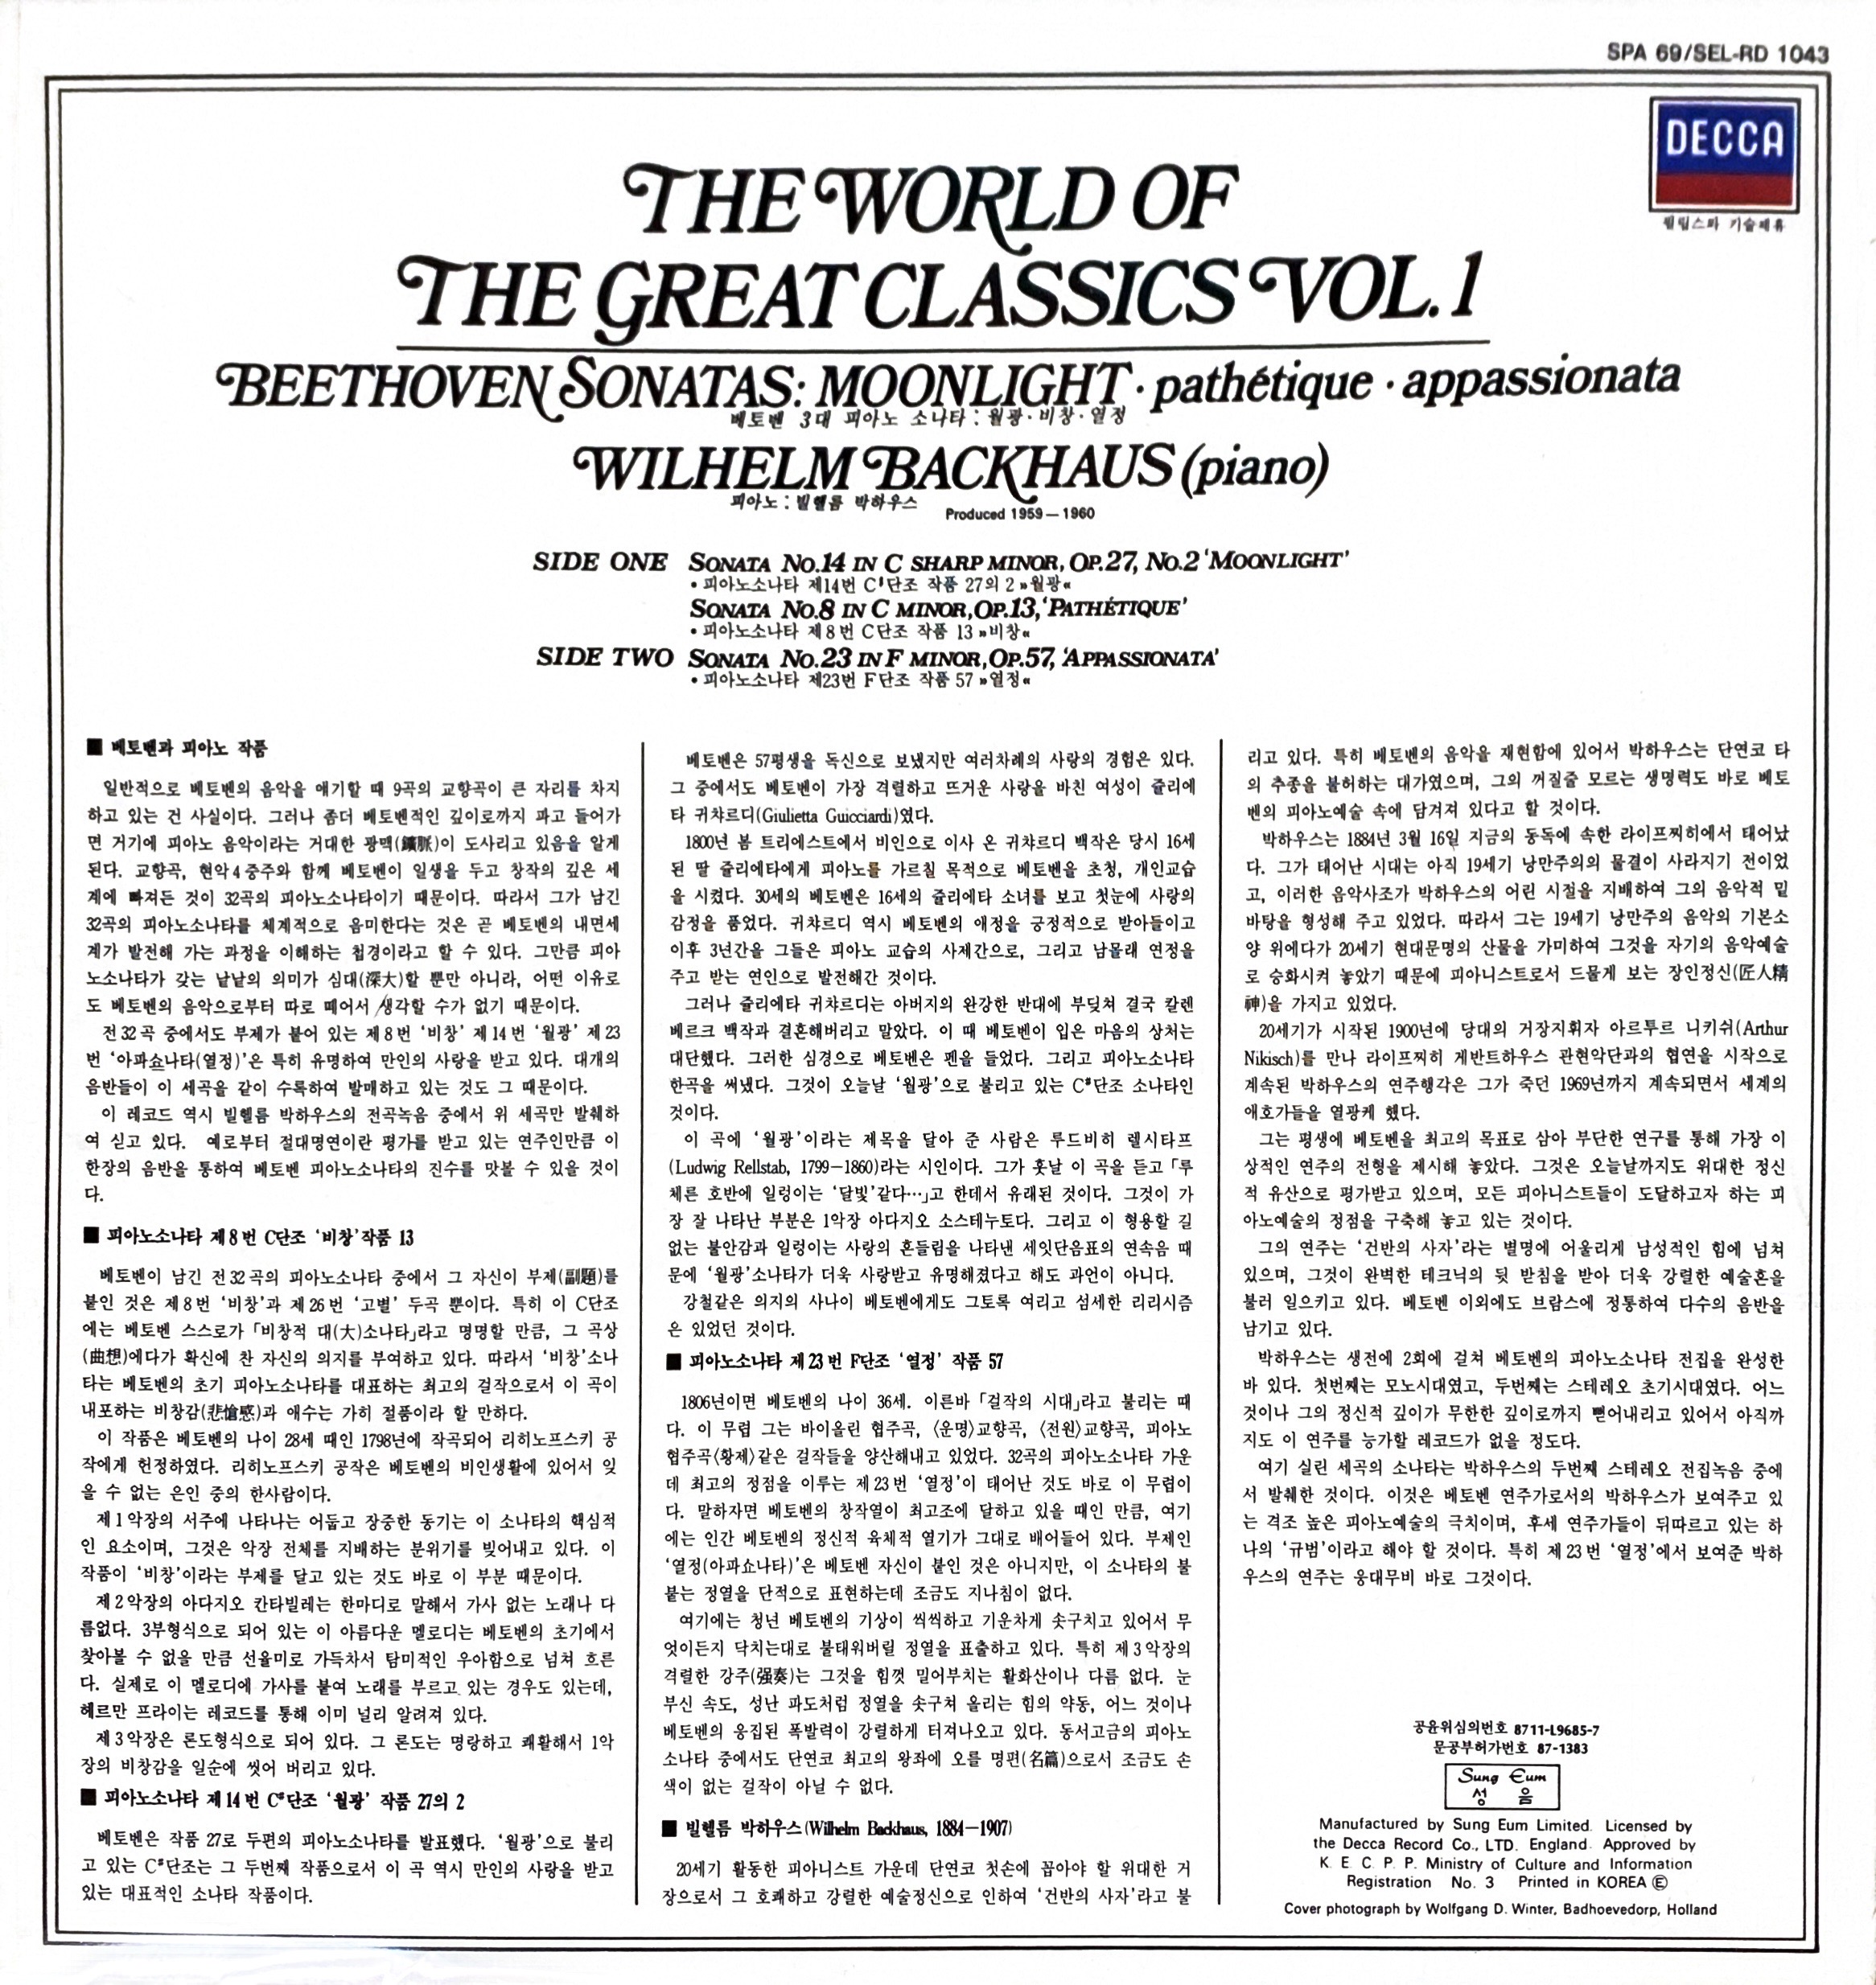 SPA 69/SEL-RD 1043
DECCA
필립스파 기술제휴
THE WORLD OF
THE GREAT CLASSICS VOL.1
BEETHOVEN SONATAS: MOONLIGHT · pathétique · appassionata
베토벤 3대 피아노 소나타 : 월광·비창·열정
WILHELM BACKHAUS (piano)
피아노 : 빌헬름 박하우스
Produced 1959 — 1960
SIDE ONE SONATA No.14 IN C SHARP MINOR, OP.27, No.2 'MOONLIGHT'
• 피아노소나타 제14번 C♯단조 작품 27의 2 »월광«
SONATA No.8 IN C MINOR, OP.13, 'PATHÉTIQUE'
• 피아노소나타 제8번 C단조 작품 13 »비창«
SIDE TWO SONATA No.23 IN F MINOR, OP.57, 'APPASSIONATA'
• 피아노소나타 제23번 F단조 작품 57 »열정«
■ 베토벤과 피아노 작품
일반적으로 베토벤의 음악을 얘기할 때 9곡의 교향곡이 큰 자리를 차지
하고 있는 건 사실이다. 그러나 좀더 베토벤적인 깊이로까지 파고 들어가
면 거기에 피아노 음악이라는 거대한 광맥(鑛脈)이 도사리고 있음을 알게
된다. 교향곡, 현악4중주와 함께 베토벤이 일생을 두고 창작의 깊은 세
계에 빠져든 것이 32곡의 피아노소나타이기 때문이다. 따라서 그가 남긴
32곡의 피아노소나타를 체계적으로 음미한다는 것은 곧 베토벤의 내면세
계가 발전해 가는 과정을 이해하는 첩경이라고 할 수 있다. 그만큼 피아
노소나타가 갖는 낱낱의 의미가 심대(深大)할 뿐만 아니라, 어떤 이유로
도 베토벤의 음악으로부터 따로 떼어서 생각할 수가 없기 때문이다.
전32곡 중에서도 부제가 붙어 있는 제8번 '비창' 제14번 '월광' 제23
번 '아파쇼나타(열정)'은 특히 유명하여 만인의 사랑을 받고 있다. 대개의
음반들이 이 세곡을 같이 수록하여 발매하고 있는 것도 그 때문이다.
이 레코드 역시 빌헬름 박하우스의 전곡녹음 중에서 위 세곡만 발췌하
여 싣고 있다. 예로부터 절대명연이란 평가를 받고 있는 연주인만큼 이
한장의 음반을 통하여 베토벤 피아노소나타의 진수를 맛볼 수 있을 것이
다.
■ 피아노소나타 제8번 C단조 '비창'작품 13
베토벤이 남긴 전32곡의 피아노소나타 중에서 그 자신이 부제(副題)를
붙인 것은 제8번 '비창'과 제26번 '고별' 두곡 뿐이다. 특히 이 C단조
에는 베토벤 스스로가 「비창적 대(大)소나타」라고 명명할 만큼, 그 곡상
(曲想)에다가 확신에 찬 자신의 의지를 부여하고 있다. 따라서 '비창'소나
타는 베토벤의 초기 피아노소나타를 대표하는 최고의 걸작으로서 이 곡이
내포하는 비창감(悲愴感)과 애수는 가히 절품이라 할 만하다.
이 작품은 베토벤의 나이 28세 때인 1798년에 작곡되어 리히노프스키 공
작에게 헌정하였다. 리히노프스키 공작은 베토벤의 비인생활에 있어서 잊
을 수 없는 은인 중의 한사람이다.
제1악장의 서주에 나타나는 어둡고 장중한 동기는 이 소나타의 핵심적
인 요소이며, 그것은 악장 전체를 지배하는 분위기를 빚어내고 있다. 이
작품이 '비창'이라는 부제를 달고 있는 것도 바로 이 부분 때문이다.
제2악장의 아다지오 칸타빌레는 한마디로 말해서 가사 없는 노래나 다
름없다. 3부형식으로 되어 있는 이 아름다운 멜로디는 베토벤의 초기에서
찾아볼 수 없을 만큼 선율미로 가득차서 탐미적인 우아함으로 넘쳐 흐른
다. 실제로 이 멜로디에 가사를 붙여 노래를 부르고 있는 경우도 있는데,
헤르만 프라이는 레코드를 통해 이미 널리 알려져 있다.
제3악장은 론도형식으로 되어 있다. 그 론도는 명랑하고 쾌활해서 1악
장의 비창감을 일순에 씻어 버리고 있다.
■ 피아노소나타 제14번 C♯단조 '월광' 작품 27의 2
베토벤은 작품 27로 두편의 피아노소나타를 발표했다. '월광'으로 불리
고 있는 C♯단조는 그 두번째 작품으로서 이 곡 역시 만인의 사랑을 받고
있는 대표적인 소나타 작품이다.
베토벤은 57평생을 독신으로 보냈지만 여러차례의 사랑의 경험은 있다.
그 중에서도 베토벤이 가장 격렬하고 뜨거운 사랑을 바친 여성이 쥴리에
타 귀챠르디(Giulietta Guicciardi)였다.
1800년 봄 트리에스트에서 비인으로 이사 온 귀챠르디 백작은 당시 16세
된 딸 쥴리에타에게 피아노를 가르칠 목적으로 베토벤을 초청, 개인교습
을 시켰다. 30세의 베토벤은 16세의 쥴리에타 소녀를 보고 첫눈에 사랑의
감정을 품었다. 귀챠르디 역시 베토벤의 애정을 긍정적으로 받아들이고
이후 3년간을 그들은 피아노 교습의 사제간으로, 그리고 남몰래 연정을
주고 받는 연인으로 발전해간 것이다.
그러나 쥴리에타 귀챠르디는 아버지의 완강한 반대에 부딪쳐 결국 칼렌
베르크 백작과 결혼해버리고 말았다. 이 때 베토벤이 입은 마음의 상처는
대단했다. 그러한 심경으로 베토벤은 펜을 들었다. 그리고 피아노소나타
한곡을 써냈다. 그것이 오늘날 '월광'으로 불리고 있는 C♯단조 소나타인
것이다.
이 곡에 '월광'이라는 제목을 달아 준 사람은 루드비히 렐시타프
(Ludwig Rellstab, 1799−1860)라는 시인이다. 그가 훗날 이 곡을 듣고 「루
체른 호반에 일렁이는 '달빛'같다…」고 한데서 유래된 것이다. 그것이 가
장 잘 나타난 부분은 1악장 아다지오 소스테누토다. 그리고 이 형용할 길
없는 불안감과 일렁이는 사랑의 흔들림을 나타낸 세잇단음표의 연속음 때
문에 '월광'소나타가 더욱 사랑받고 유명해졌다고 해도 과언이 아니다.
강철같은 의지의 사나이 베토벤에게도 그토록 여리고 섬세한 리리시즘
은 있었던 것이다.
■ 피아노소나타 제23번 F단조 '열정' 작품 57
1806년이면 베토벤의 나이 36세. 이른바 「걸작의 시대」라고 불리는 때
다. 이 무렵 그는 바이올린 협주곡, 〈운명〉교향곡, 〈전원〉교향곡, 피아노
협주곡〈황제〉같은 걸작들을 양산해내고 있었다. 32곡의 피아노소나타 가운
데 최고의 정점을 이루는 제23번 '열정'이 태어난 것도 바로 이 무렵이
다. 말하자면 베토벤의 창작열이 최고조에 달하고 있을 때인 만큼, 여기
에는 인간 베토벤의 정신적 육체적 열기가 그대로 배어들어 있다. 부제인
'열정(아파쇼나타)'은 베토벤 자신이 붙인 것은 아니지만, 이 소나타의 불
붙는 정열을 단적으로 표현하는데 조금도 지나침이 없다.
여기에는 청년 베토벤의 기상이 씩씩하고 기운차게 솟구치고 있어서 무
엇이든지 닥치는대로 불태워버릴 정열을 표출하고 있다. 특히 제3악장의
격렬한 강주(强奏)는 그것을 힘껏 밀어부치는 활화산이나 다름 없다. 눈
부신 속도, 성난 파도처럼 정열을 솟구쳐 올리는 힘의 약동, 어느 것이나
베토벤의 응집된 폭발력이 강렬하게 터져나오고 있다. 동서고금의 피아노
소나타 중에서도 단연코 최고의 왕좌에 오를 명편(名篇)으로서 조금도 손
색이 없는 걸작이 아닐 수 없다.
■ 빌헬름 박하우스(Wilhelm Backhaus, 1884−1907)
20세기 활동한 피아니스트 가운데 단연코 첫손에 꼽아야 할 위대한 거
장으로서 그 호쾌하고 강렬한 예술정신으로 인하여 '건반의 사자'라고 불
리고 있다. 특히 베토벤의 음악을 재현함에 있어서 박하우스는 단연코 타
의 추종을 불허하는 대가였으며, 그의 꺼질줄 모르는 생명력도 바로 베토
벤의 피아노예술 속에 담겨져 있다고 할 것이다.
박하우스는 1884년 3월 16일 지금의 동독에 속한 라이프찌히에서 태어났
다. 그가 태어난 시대는 아직 19세기 낭만주의의 물결이 사라지기 전이었
고, 이러한 음악사조가 박하우스의 어린 시절을 지배하여 그의 음악적 밑
바탕을 형성해 주고 있었다. 따라서 그는 19세기 낭만주의 음악의 기본소
양 위에다가 20세기 현대문명의 산물을 가미하여 그것을 자기의 음악예술
로 승화시켜 놓았기 때문에 피아니스트로서 드물게 보는 장인정신(匠人精
神)을 가지고 있었다.
20세기가 시작된 1900년에 당대의 거장지휘자 아르투르 니키쉬(Arthur
Nikisch)를 만나 라이프찌히 게반트하우스 관현악단과의 협연을 시작으로
계속된 박하우스의 연주행각은 그가 죽던 1969년까지 계속되면서 세계의
애호가들을 열광케 했다.
그는 평생에 베토벤을 최고의 목표로 삼아 부단한 연구를 통해 가장 이
상적인 연주의 전형을 제시해 놓았다. 그것은 오늘날까지도 위대한 정신
적 유산으로 평가받고 있으며, 모든 피아니스트들이 도달하고자 하는 피
아노예술의 정점을 구축해 놓고 있는 것이다.
그의 연주는 '건반의 사자'라는 별명에 어울리게 남성적인 힘에 넘쳐
있으며, 그것이 완벽한 테크닉의 뒷 받침을 받아 더욱 강렬한 예술혼을
불러 일으키고 있다. 베토벤 이외에도 브람스에 정통하여 다수의 음반을
남기고 있다.
박하우스는 생전에 2회에 걸쳐 베토벤의 피아노소나타 전집을 완성한
바 있다. 첫번째는 모노시대였고, 두번째는 스테레오 초기시대였다. 어느
것이나 그의 정신적 깊이가 무한한 깊이로까지 뻗어내리고 있어서 아직까
지도 이 연주를 능가할 레코드가 없을 정도다.
여기 실린 세곡의 소나타는 박하우스의 두번째 스테레오 전집녹음 중에
서 발췌한 것이다. 이것은 베토벤 연주가로서의 박하우스가 보여주고 있
는 격조 높은 피아노예술의 극치이며, 후세 연주가들이 뒤따르고 있는 하
나의 '규범'이라고 해야 할 것이다. 특히 제23번 '열정'에서 보여준 박하
우스의 연주는 웅대무비 바로 그것이다.
공윤위심의번호 8711-L9685-7
문공부허가번호 87-1383
Sung Eum
성 음
Manufactured by Sung Eum Limited. Licensed by
the Decca Record Co., LTD. England. Approved by
K. E. C. P. P. Ministry of Culture and Information
Registration No. 3 Printed in KOREA Ⓔ
Cover photograph by Wolfgang D. Winter, Badhoevedorp, Holland